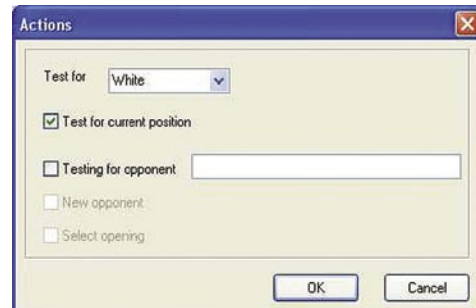 Actions
Test for White
Test for current position
Testing for opponent
New opponent
Select opening
OK Cancel